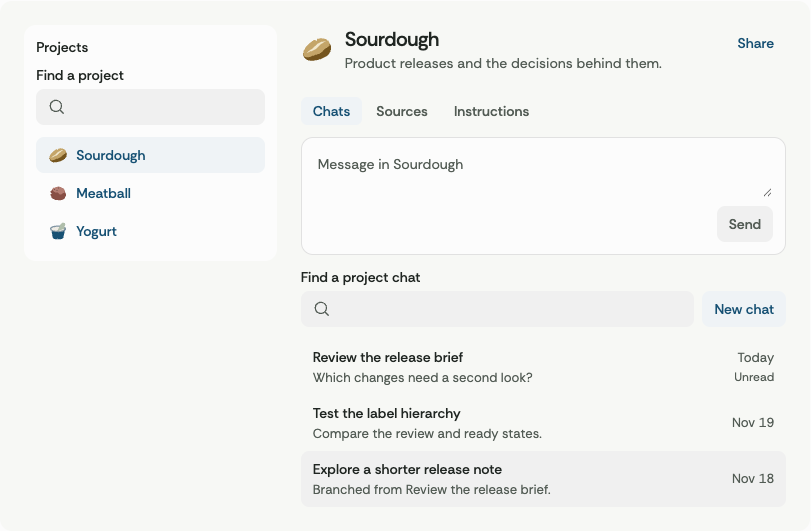 Projects
Find a project
Sourdough
Meatball
Yogurt
Sourdough
Product releases and the decisions behind them.
Share
Chats
Sources
Instructions
Message in Sourdough
Send
Find a project chat
New chat
Review the release brief
Today
Which changes need a second look?
Unread
Test the label hierarchy
Compare the review and ready states.
Nov 19
Explore a shorter release note
Branched from Review the release brief.
Nov 18